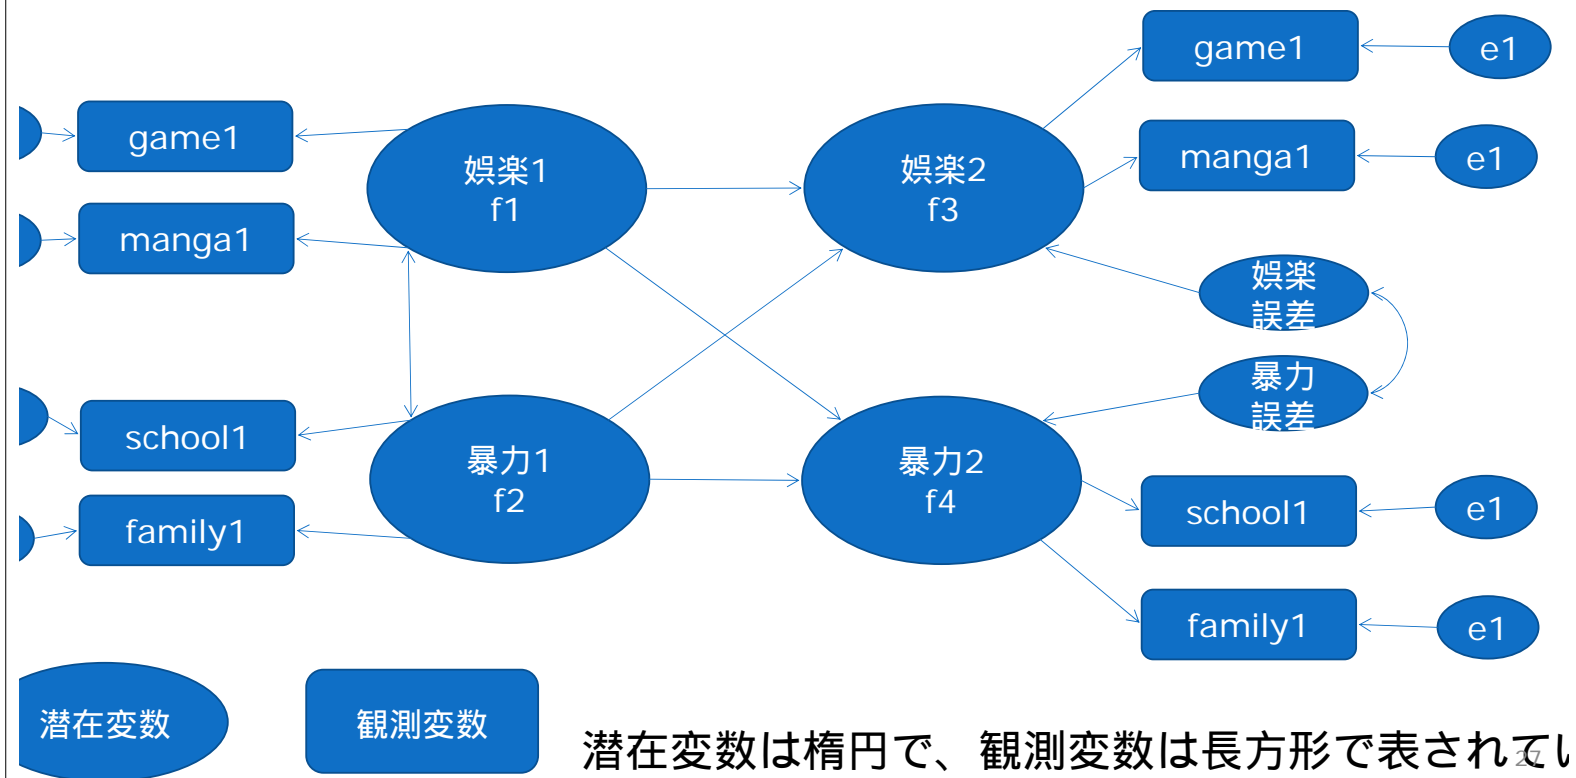 game1
e1
game1
manga1
e1
娯楽1
f1
娯楽2
f3
manga1
娯楽
誤差
暴力
誤差
school1
暴力1
f2
暴力2
f4
school1
e1
family1
family1
e1
潜在変数
観測変数
潜在変数は楕円で、観測変数は長方形で表されてい
27